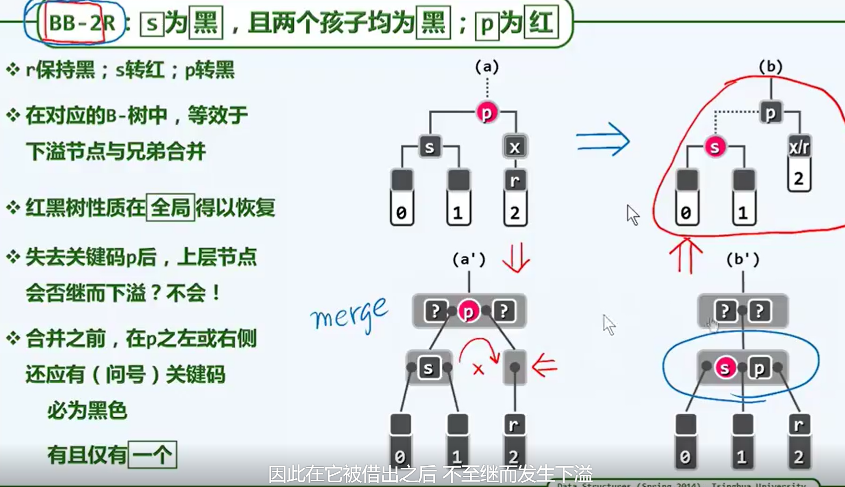 BB-2R：s为黑，且两个孩子均为黑；p为红
❖ r保持黑；s转红；p转黑
❖ 在对应的B-树中，等效于
下溢节点与兄弟合并
❖ 红黑树性质在全局得以恢复
❖ 失去关键码p后，上层节点
会否继而下溢？不会！
❖ 合并之前，在p之左或右侧
还应有（问号）关键码
必为黑色
有且仅有一个
(a)
p
s x
r
0 1 2
(b)
p
s x/r
0 1 2
(a')
merge
? p ?
s x
r
0 1 2
(b')
? ?
s p
r
0 1 2
因此在它被借出之后 不至继而发生下溢
Data Structures (Spring 2014), Tsinghua University